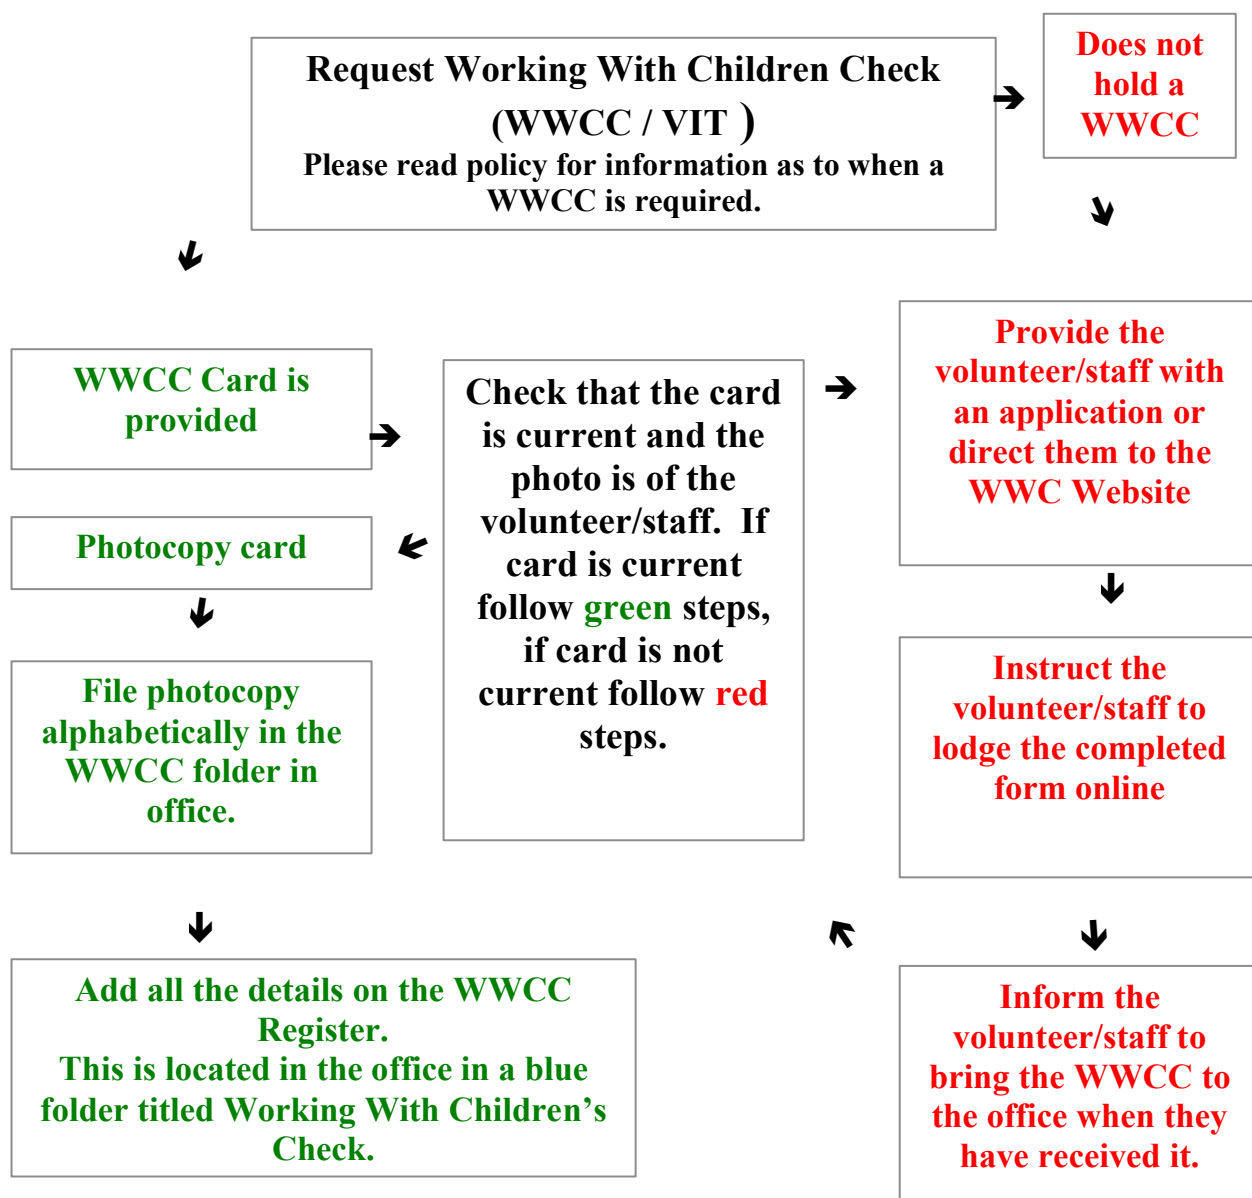 Request Working With Children Check
(WWCC / VIT )
Please read policy for information as to when a
WWCC is required.
Does not
hold a
WWCC
WWCC Card is
provided
Check that the card
is current and the
photo is of the
volunteer/staff. If
card is current
follow green steps,
if card is not
current follow red
steps.
Provide the
volunteer/staff with
an application or
direct them to the
WWC Website
Photocopy card
File photocopy
alphabetically in the
WWCC folder in
office.
Instruct the
volunteer/staff to
lodge the completed
form online
Add all the details on the WWCC
Register.
This is located in the office in a blue
folder titled Working With Children’s
Check.
Inform the
volunteer/staff to
bring the WWCC to
the office when they
have received it.